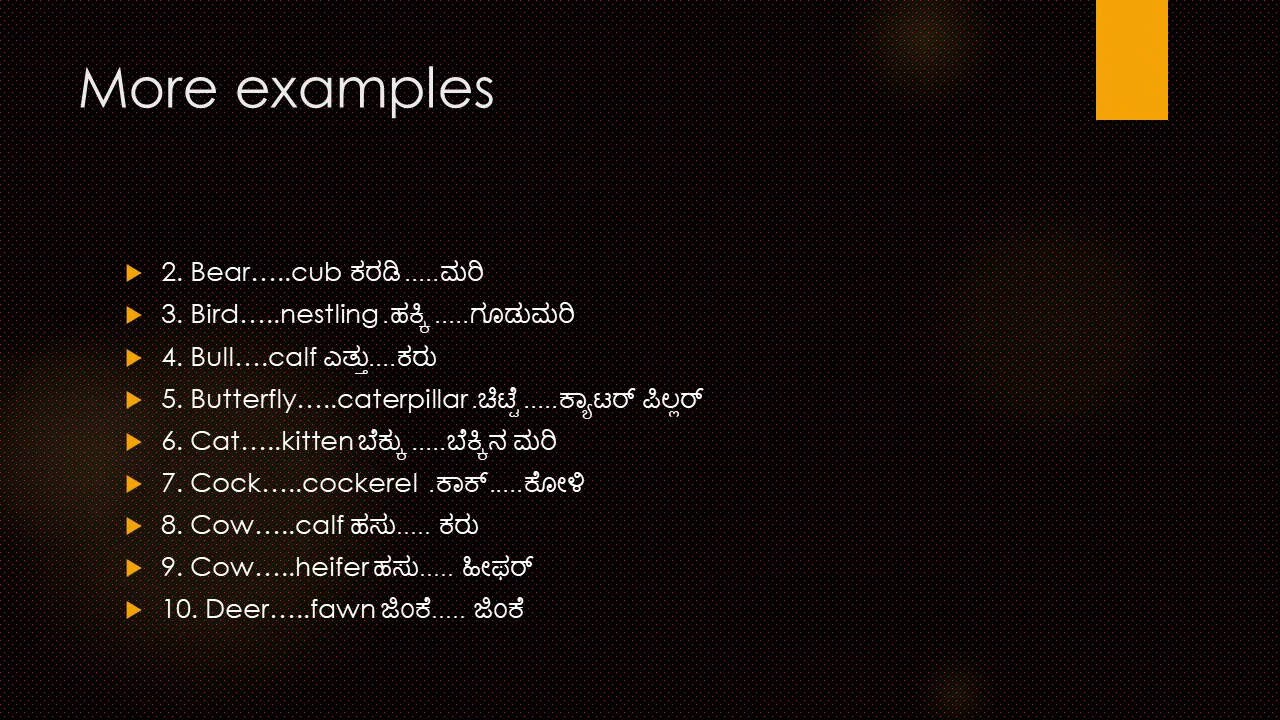 More examples
2. Bear…..cub ಕರಡಿ .....ಮರಿ
3. Bird…..nestling .ಹಕ್ಕಿ .....ಗೂಡುಮರಿ
4. Bull….calf ಎತ್ತು....ಕರು
5. Butterfly…..caterpillar .ಚಿಟ್ಟೆ .....ಕ್ಯಾಟರ್ ಪಿಲ್ಲರ್
6. Cat…..kitten ಬೆಕ್ಕು .....ಬೆಕ್ಕಿನ ಮರಿ
7. Cock…..cockerel .ಕಾಕ್.....ಕೋಳಿ
8. Cow…..calf ಹಸು..... ಕರು
9. Cow…..heifer ಹಸು..... ಹೀಫರ್
10. Deer…..fawn ಜಿಂಕೆ..... ಜಿಂಕೆ